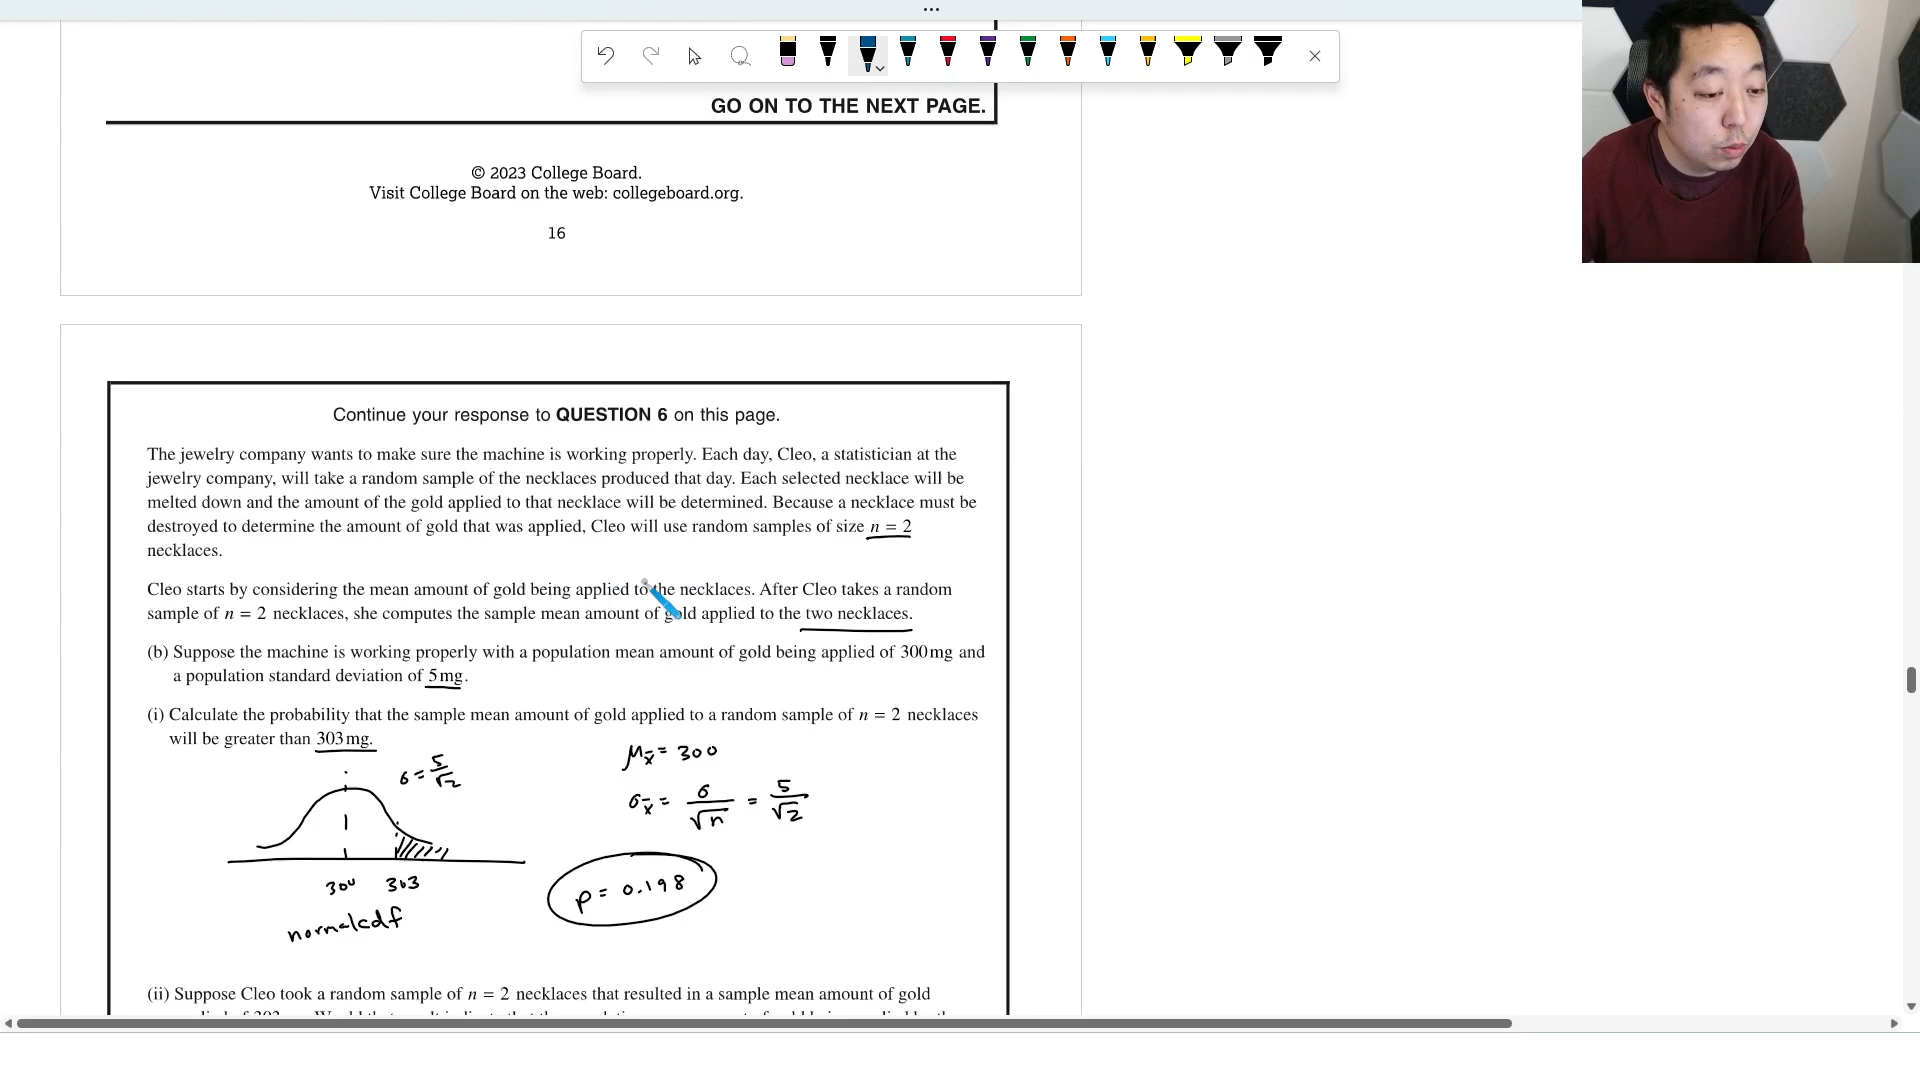 GO ON TO THE NEXT PAGE.
© 2023 College Board.
Visit College Board on the web: collegeboard.org.
16
Continue your response to QUESTION 6 on this page.
The jewelry company wants to make sure the machine is working properly. Each day, Cleo, a statistician at the
jewelry company, will take a random sample of the necklaces produced that day. Each selected necklace will be
melted down and the amount of the gold applied to that necklace will be determined. Because a necklace must be
destroyed to determine the amount of gold that was applied, Cleo will use random samples of size n = 2
necklaces.
Cleo starts by considering the mean amount of gold being applied to the necklaces. After Cleo takes a random
sample of n = 2 necklaces, she computes the sample mean amount of gold applied to the two necklaces.
(b) Suppose the machine is working properly with a population mean amount of gold being applied of 300 mg and
a population standard deviation of 5 mg.
(i) Calculate the probability that the sample mean amount of gold applied to a random sample of n = 2 necklaces
will be greater than 303 mg.
σ = 5/√2
μx̄ = 300
σx̄ = σ/√n = 5/√2
300 303
p = 0.198
normalcdf
(ii) Suppose Cleo took a random sample of n = 2 necklaces that resulted in a sample mean amount of gold